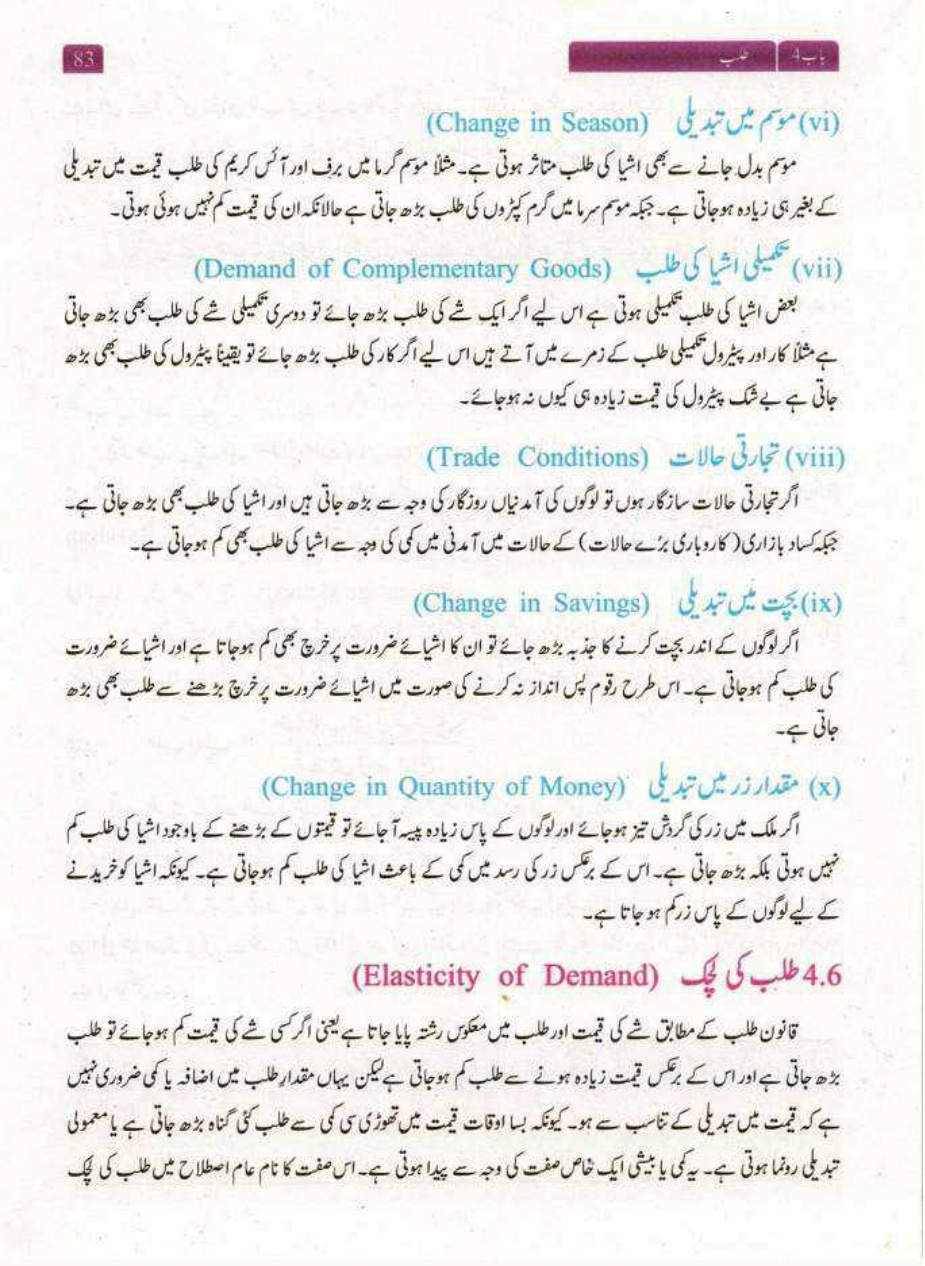 باب 4 طلب 83
(vi) موسم میں تبدیلی (Change in Season)
موسم بدل جانے سے بھی اشیا کی طلب متاثر ہوتی ہے۔ مثلاً موسم گرما میں برف اور آئس کریم کی طلب قیمت میں تبدیلی
کے بغیر ہی زیادہ ہوجاتی ہے۔ جبکہ موسم سرما میں گرم کپڑوں کی طلب بڑھ جاتی ہے حالانکہ ان کی قیمت کم نہیں ہوئی ہوتی۔
(vii) تکمیلی اشیا کی طلب (Demand of Complementary Goods)
بعض اشیا کی طلب تکمیلی ہوتی ہے اس لیے اگر ایک شے کی طلب بڑھ جائے تو دوسری تکمیلی شے کی طلب بھی بڑھ جاتی
ہے مثلاً کار اور پیٹرول تکمیلی طلب کے زمرے میں آتے ہیں اس لیے اگر کار کی طلب بڑھ جائے تو یقیناً پیٹرول کی طلب بھی بڑھ
جاتی ہے بے شک پیٹرول کی قیمت زیادہ ہی کیوں نہ ہوجائے۔
(viii) تجارتی حالات (Trade Conditions)
اگر تجارتی حالات سازگار ہوں تو لوگوں کی آمدنیاں روزگار کی وجہ سے بڑھ جاتی ہیں اور اشیا کی طلب بھی بڑھ جاتی ہے۔
جبکہ کساد بازاری (کاروباری بُرے حالات) کے حالات میں آمدنی میں کمی کی وجہ سے اشیا کی طلب بھی کم ہوجاتی ہے۔
(ix) بچت میں تبدیلی (Change in Savings)
اگر لوگوں کے اندر بچت کرنے کا جذبہ بڑھ جائے تو ان کا اشیائے ضرورت پر خرچ بھی کم ہوجاتا ہے اور اشیائے ضرورت
کی طلب کم ہوجاتی ہے۔ اس طرح رقوم پس انداز نہ کرنے کی صورت میں اشیائے ضرورت پر خرچ بڑھنے سے طلب بھی بڑھ
جاتی ہے۔
(x) مقدار زر میں تبدیلی (Change in Quantity of Money)
اگر ملک میں زر کی گردش تیز ہوجائے اور لوگوں کے پاس زیادہ پیسہ آ جائے تو قیمتوں کے بڑھنے کے باوجود اشیا کی طلب کم
نہیں ہوتی بلکہ بڑھ جاتی ہے۔ اس کے برعکس زر کی رسد میں کمی کے باعث اشیا کی طلب کم ہوجاتی ہے۔ کیونکہ اشیا کو خریدنے
کے لیے لوگوں کے پاس زر کم ہو جاتا ہے۔
4.6 طلب کی لچک (Elasticity of Demand)
قانون طلب کے مطابق شے کی قیمت اور طلب میں معکوس رشتہ پایا جاتا ہے یعنی اگر کسی شے کی قیمت کم ہوجائے تو طلب
بڑھ جاتی ہے اور اس کے برعکس قیمت زیادہ ہونے سے طلب کم ہوجاتی ہے لیکن یہاں مقدارِ طلب میں اضافہ یا کمی ضروری نہیں
ہے کہ قیمت میں تبدیلی کے تناسب سے ہو۔ کیونکہ بسا اوقات قیمت میں تھوڑی سی کمی سے طلب کئی گناہ بڑھ جاتی ہے یا معمولی
تبدیلی رونما ہوتی ہے۔ یہ کمی یا بیشی ایک خاص صفت کی وجہ سے پیدا ہوتی ہے۔ اس صفت کا نام عام اصطلاح میں طلب کی لچک